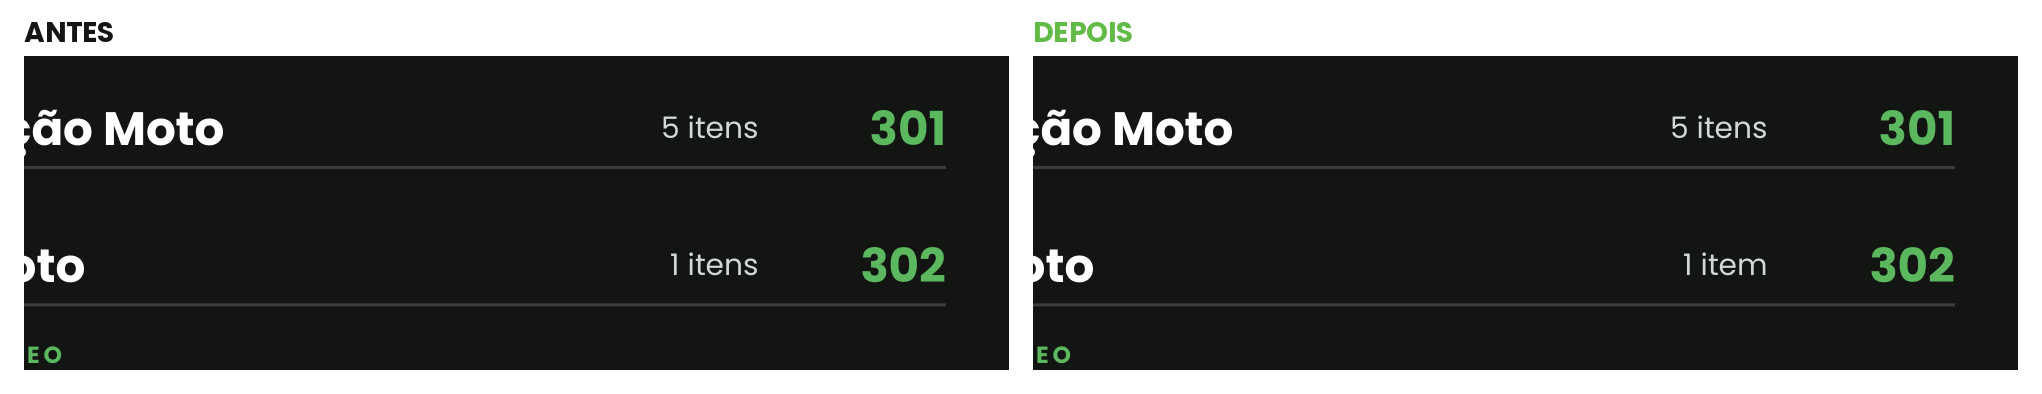 ANTES
ção Moto 5 itens 301
oto 1 itens 302
EO
DEPOIS
ção Moto 5 itens 301
oto 1 item 302
EO